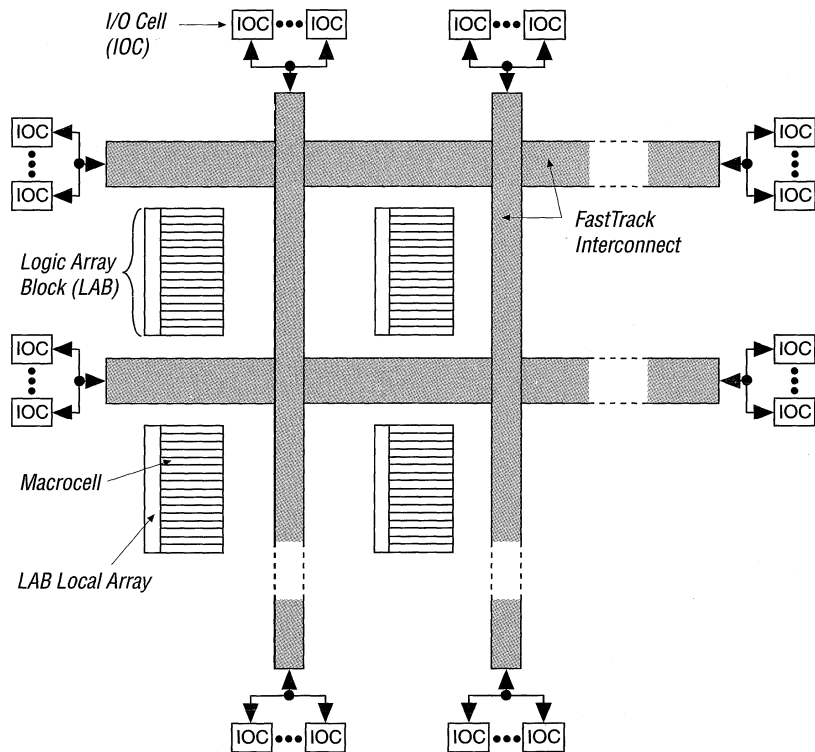 I/O Cell
(IOC)
IOC IOC
IOC IOC
IOC
IOC
IOC
IOC
FastTrack
Interconnect
Logic Array
Block (LAB)
IOC
IOC
IOC
IOC
Macrocell
LAB Local Array
IOC IOC
IOC IOC